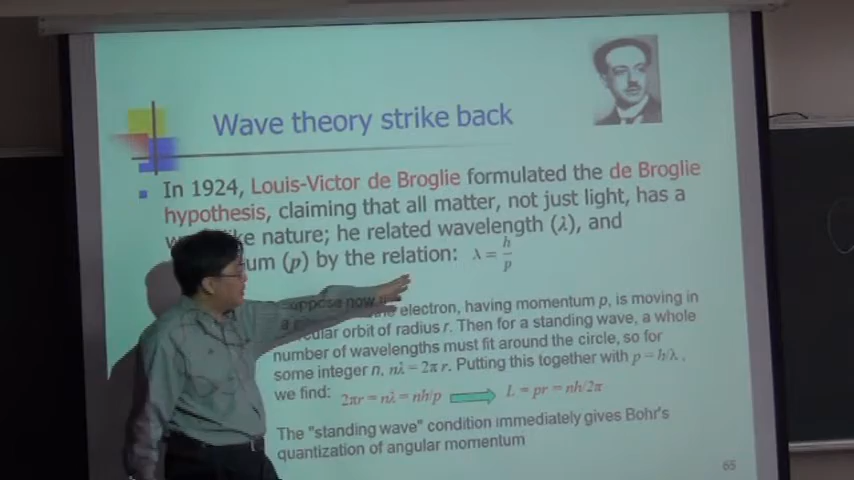 Wave theory strike back
In 1924, Louis-Victor de Broglie formulated the de Broglie
hypothesis, claiming that all matter, not just light, has a
nature; he related wavelength (λ), and
(p) by the relation: λ = h/p
suppose now
electron, having momentum p, is moving in
orbit of radius r. Then for a standing wave, a whole
number of wavelengths must fit around the circle, so for
some integer n, nλ = 2π r. Putting this together with p = h/λ,
we find: 2πr = nλ = nh/p L = pr = nh/2π
The "standing wave" condition immediately gives Bohr's
quantization of angular momentum
65